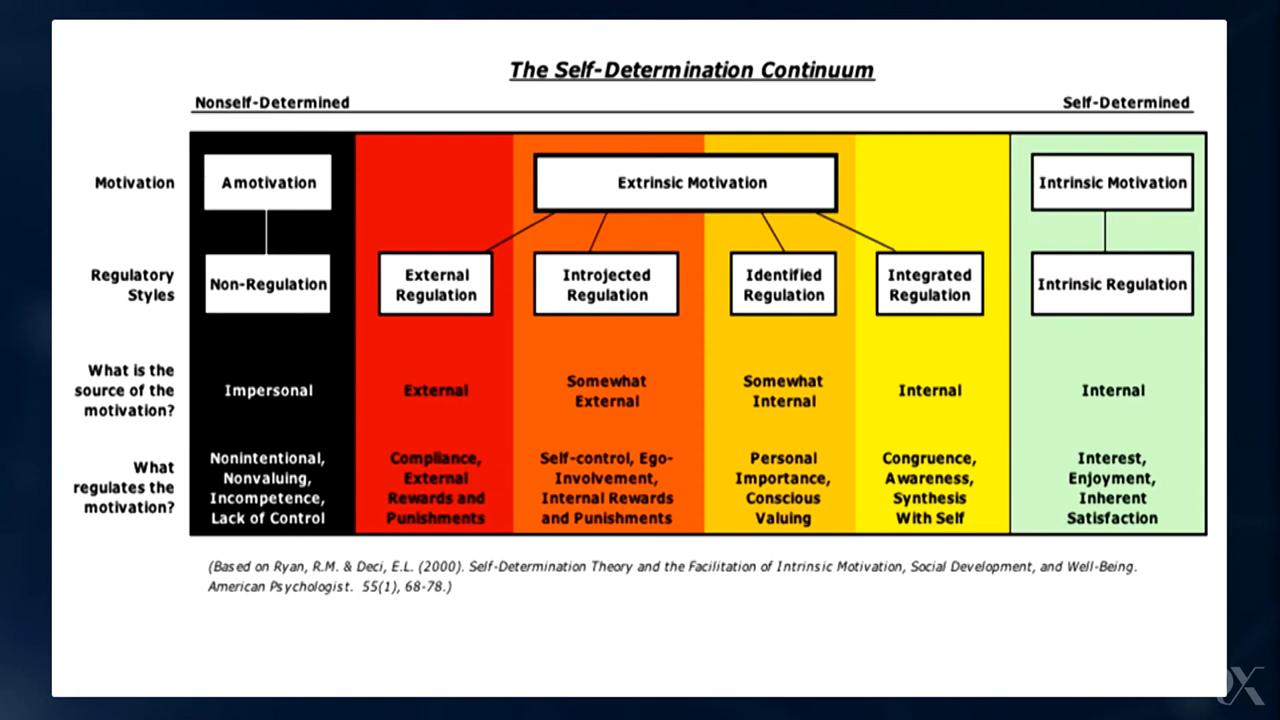 The Self-Determination Continuum
Nonself-Determined
Self-Determined
Motivation
Amotivation
Extrinsic Motivation
Intrinsic Motivation
Regulatory
Styles
Non-Regulation
External
Regulation
Introjected
Regulation
Identified
Regulation
Integrated
Regulation
Intrinsic Regulation
What is the
source of the
motivation?
Impersonal
External
Somewhat
External
Somewhat
Internal
Internal
Internal
What
regulates the
motivation?
Nonintentional,
Nonvaluing,
Incompetence,
Lack of Control
Compliance,
External
Rewards and
Punishments
Self-control, Ego-
Involvement,
Internal Rewards
and Punishments
Personal
Importance,
Conscious
Valuing
Congruence,
Awareness,
Synthesis
With Self
Interest,
Enjoyment,
Inherent
Satisfaction
(Based on Ryan, R.M. & Deci, E.L. (2000). Self-Determination Theory and the Facilitation of Intrinsic Motivation, Social Development, and Well-Being.
American Psychologist. 55(1), 68-78.)